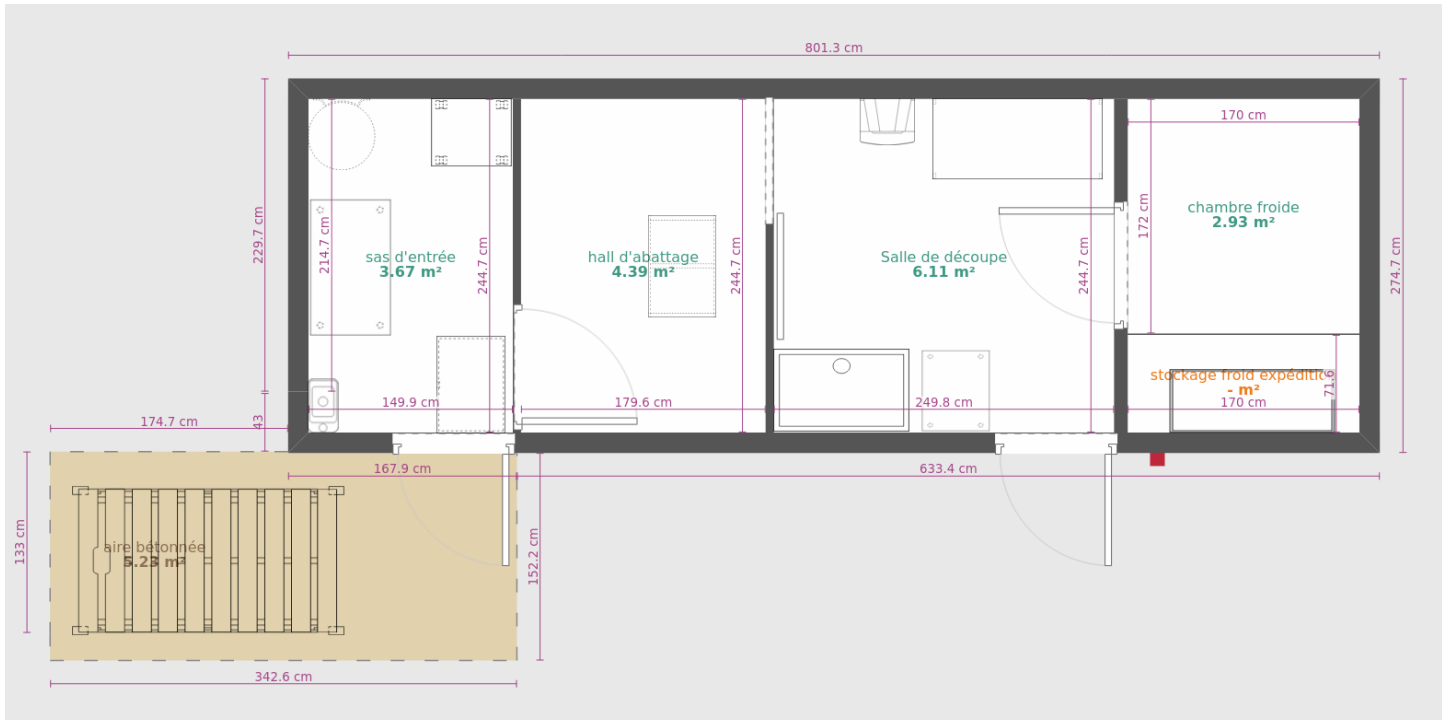 801.3 cm
170 cm
229.7 cm
214.7 cm
244.7 cm
244.7 cm
244.7 cm
172 cm
274.7 cm
sas d'entrée
3.67 m²
hall d'abattage
4.39 m²
Salle de découpe
6.11 m²
chambre froide
2.93 m²
stockage froid expéditio
- m²
71.6
43
149.9 cm
179.6 cm
249.8 cm
170 cm
174.7 cm
167.9 cm
633.4 cm
133 cm
aire bétonnée
5.23 m²
152.2 cm
342.6 cm